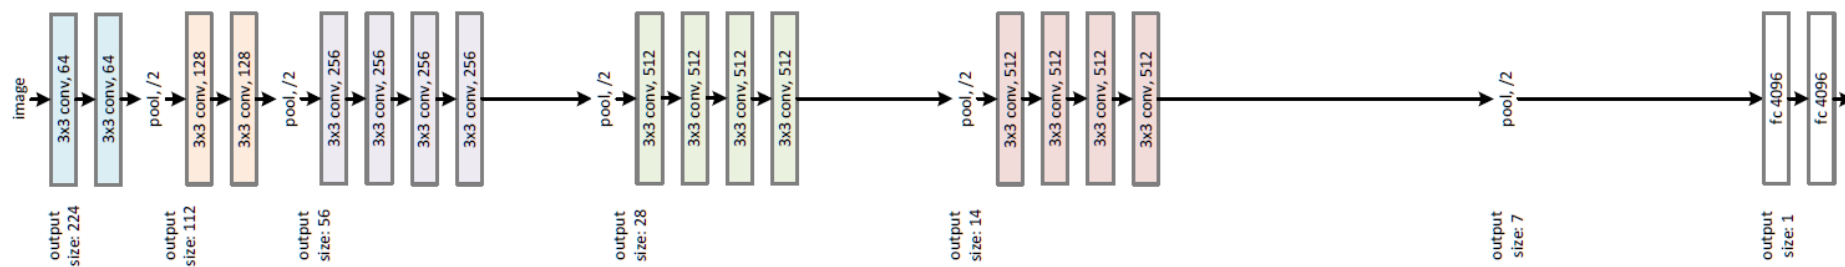 image
3x3 conv, 64
3x3 conv, 64
pool, /2
3x3 conv, 128
3x3 conv, 128
pool, /2
3x3 conv, 256
3x3 conv, 256
3x3 conv, 256
3x3 conv, 256
pool, /2
3x3 conv, 512
3x3 conv, 512
3x3 conv, 512
3x3 conv, 512
pool, /2
3x3 conv, 512
3x3 conv, 512
3x3 conv, 512
3x3 conv, 512
pool, /2
fc 4096
fc 4096
output
size: 224
output
size: 112
output
size: 56
output
size: 28
output
size: 14
output
size: 7
output
size: 1